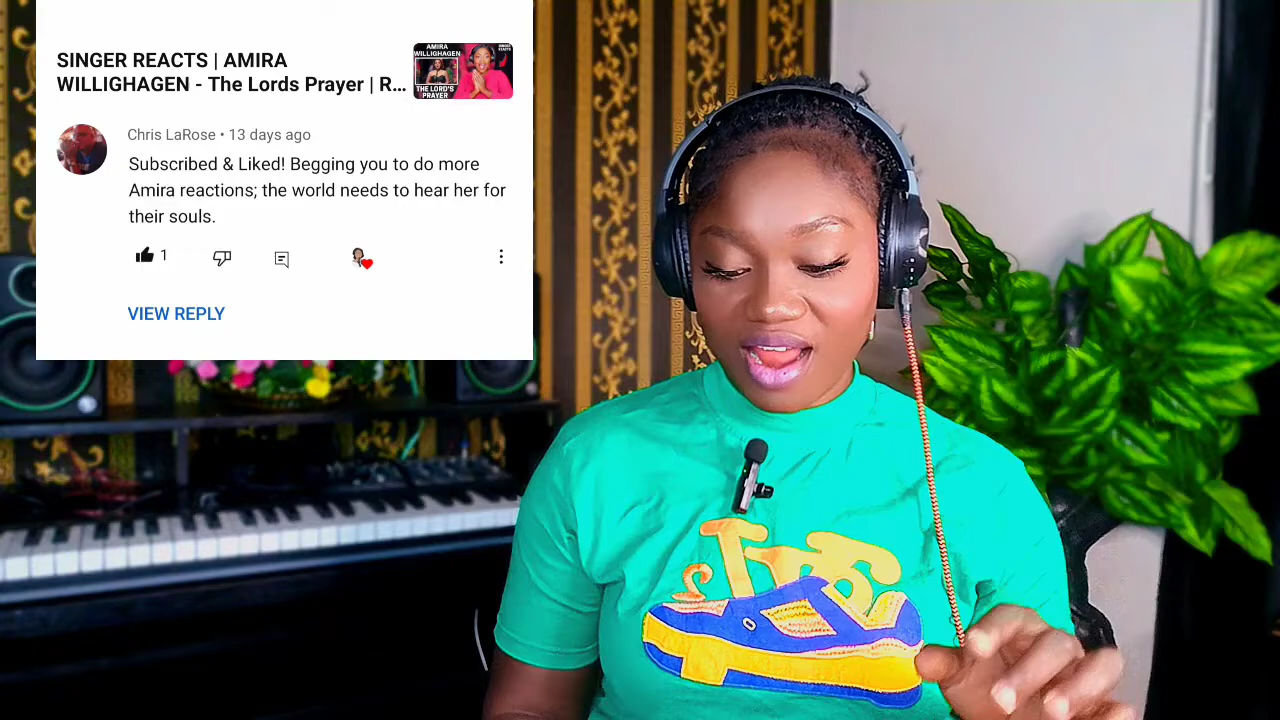 SINGER REACTS | AMIRA
WILLIGHAGEN - The Lords Prayer | R...
AMIRA
WILLIGHAGEN
SINGER
REACTS
THE LORD'S
PRAYER
Chris LaRose • 13 days ago
Subscribed & Liked! Begging you to do more
Amira reactions; the world needs to hear her for
their souls.
1
VIEW REPLY